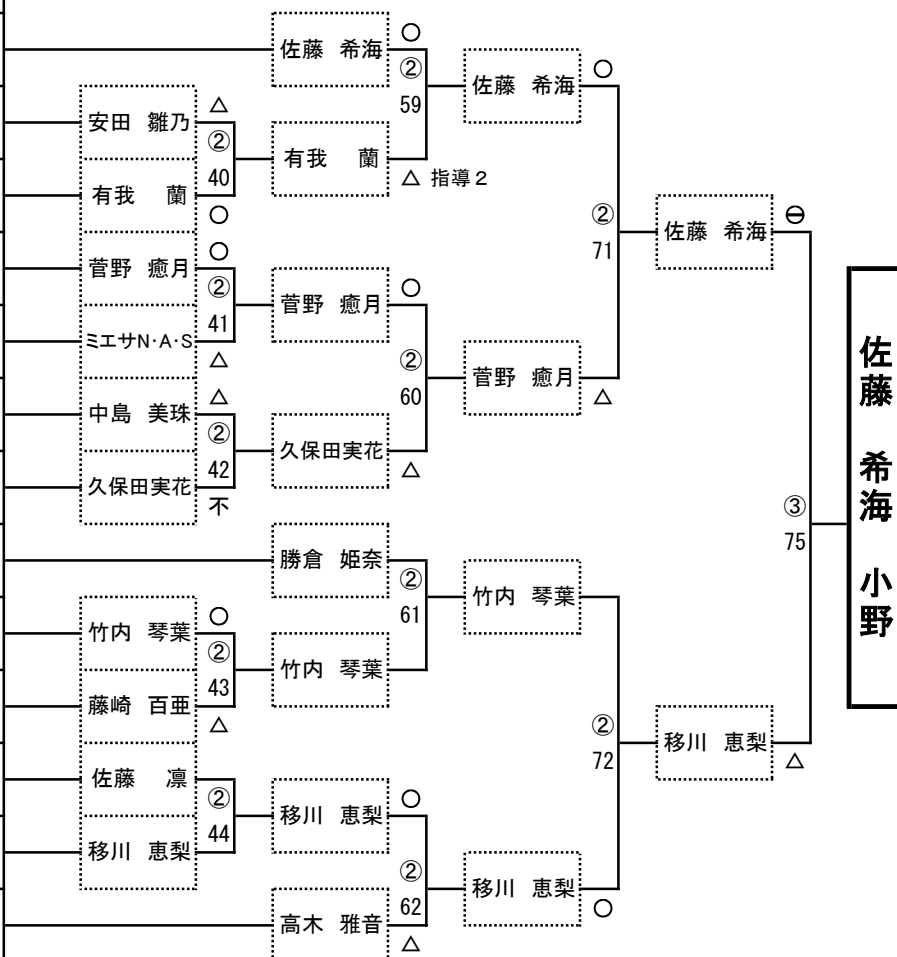 佐藤 希海 ○
②
59
佐藤 希海 ○
安田 雛乃 △
②
40
有我 蘭 △ 指導2
有我 蘭 ○
②
71
佐藤 希海 ⊖
菅野 癒月 ○
②
41
菅野 癒月 ○
ミエサN・A・S △
②
60
菅野 癒月 △
中島 美珠 △
②
42
久保田実花 △
久保田実花 不
③
75
佐藤 希海 小野
勝倉 姫奈
②
61
竹内 琴葉
竹内 琴葉 ○
②
43
竹内 琴葉
藤崎 百亜 △
②
72
移川 恵梨 △
佐藤 凛
②
44
移川 恵梨 ○
移川 恵梨
②
62
移川 恵梨 ○
高木 雅音 △